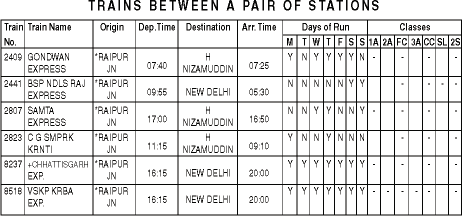 TRAINS BETWEEN A PAIR OF STATIONS
Train Train Name Origin Dep.Time Destination Arr. Time Days of Run Classes
No. M T W T F S S 1A 2A FC 3A CC SL 2S
2409 GONDWAN *RAIPUR H Y N Y Y Y Y N - - - -
EXPRESS JN 07:40 NIZAMUDDIN 07:25
2441 BSP NDLS RAJ *RAIPUR
EXPRESS JN 09:55 NEW DELHI 05:30
2807 SAMTA *RAIPUR H
EXPRESS JN 17:00 NIZAMUDDIN 16:50
2823 C G SMPRK *RAIPUR H
KRNTI JN 11:15 NIZAMUDDIN 09:10
8237 +CHHATTISGARH *RAIPUR Y Y Y Y Y Y Y
EXP. JN 16:15 NEW DELHI 20:00
8518 VSKP KRBA *RAIPUR Y Y Y Y Y Y Y
EXP. JN 16:15 NEW DELHI 20:00